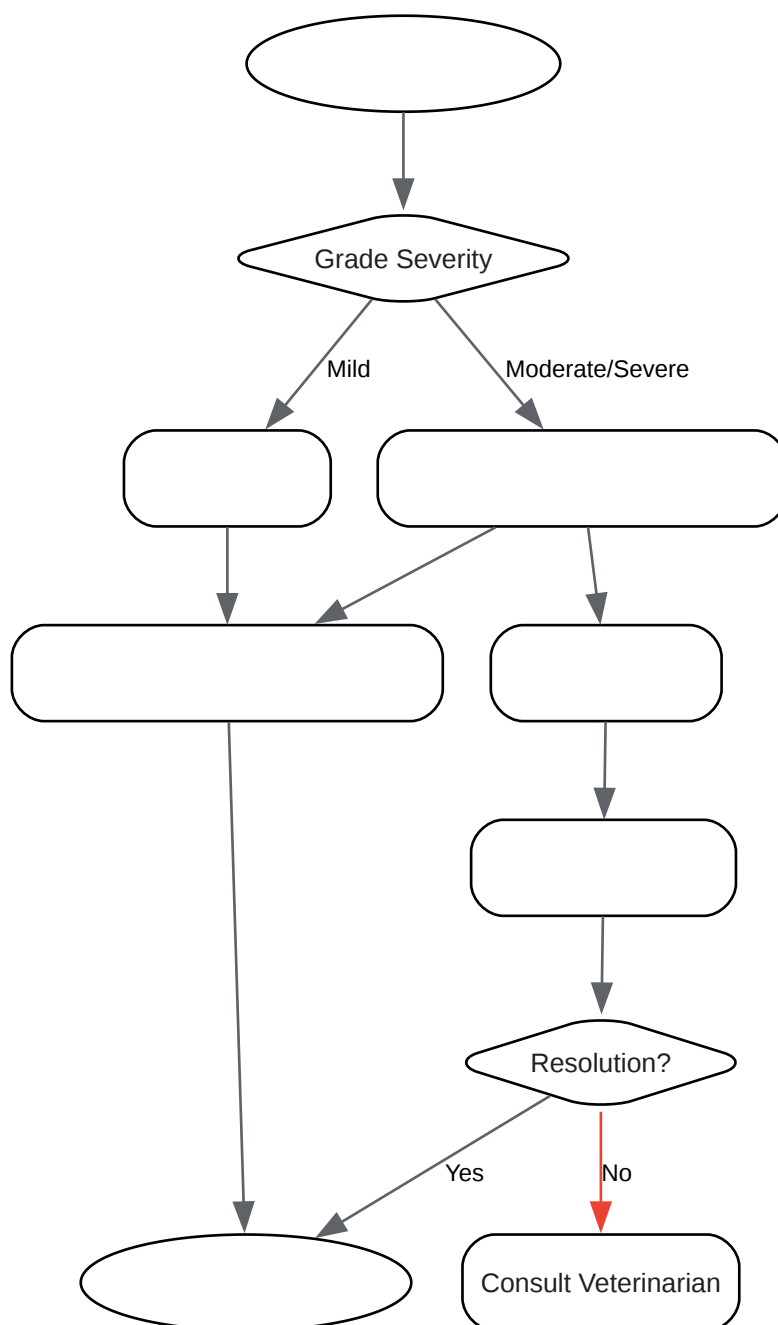 Grade Severity
Mild
Moderate/Severe
Resolution?
Yes
No
Consult Veterinarian